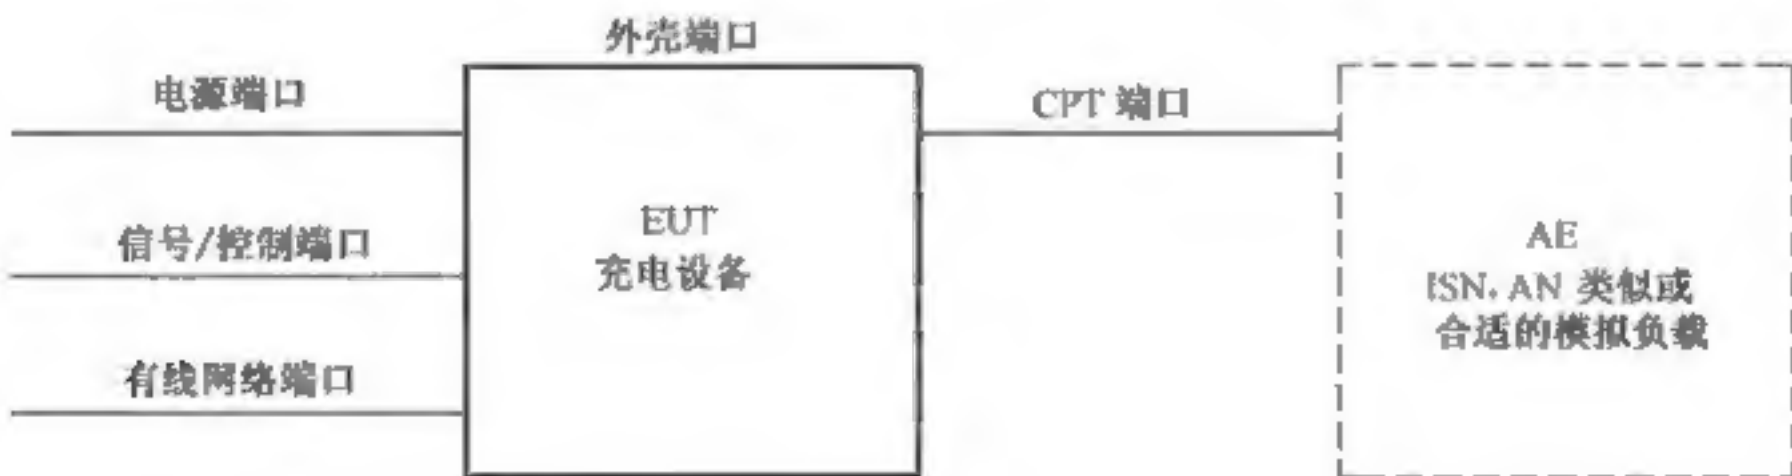 外壳端口
电源端口
CPT 端口
信号/控制端口
EUT
充电设备
AE
ISN,AN 类似或
合适的模拟负载
有线网络端口